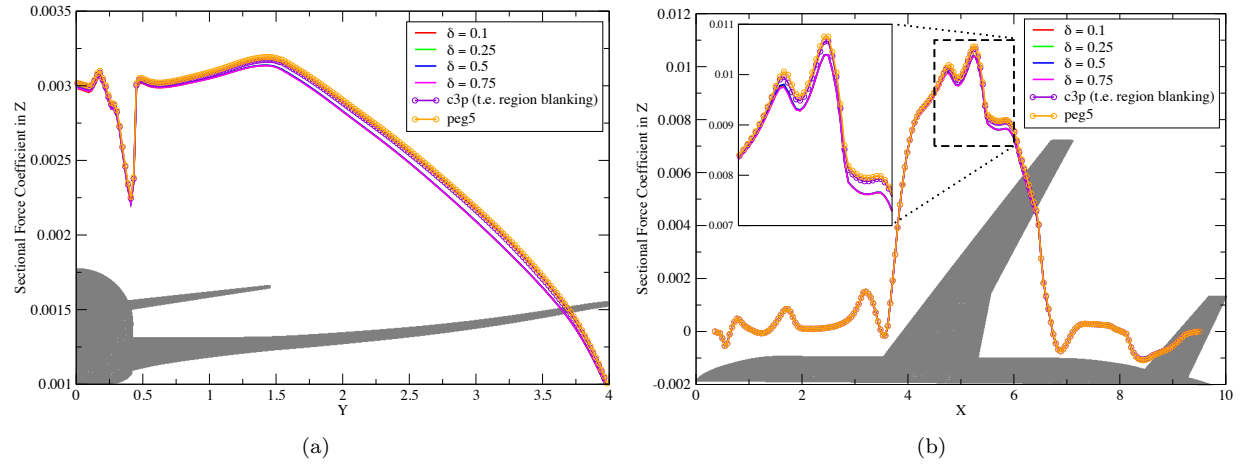 0.0035
0.003
0.0025
0.002
0.0015
0.001
Sectional Force Coefficient in Z
0
0.5
1
1.5
2
2.5
3
3.5
4
Y
δ = 0.1
δ = 0.25
δ = 0.5
δ = 0.75
c3p (t.e. region blanking)
peg5
(a)
0.012
0.01
0.008
0.006
0.004
0.002
0
-0.002
Sectional Force Coefficient in Z
0.011
0.01
0.009
0.008
0.007
0
2
4
6
8
10
X
δ = 0.1
δ = 0.25
δ = 0.5
δ = 0.75
c3p (t.e. region blanking)
peg5
(b)